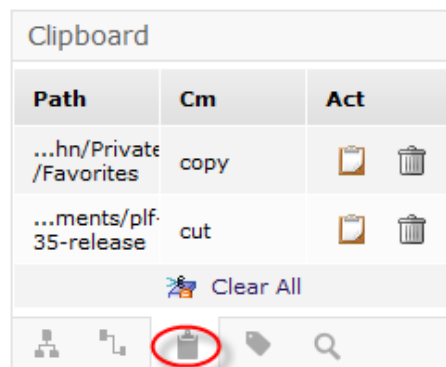 Clipboard
Path Cm Act
...hn/Private
/Favorites copy
...ments/plf-
35-release cut
Clear All